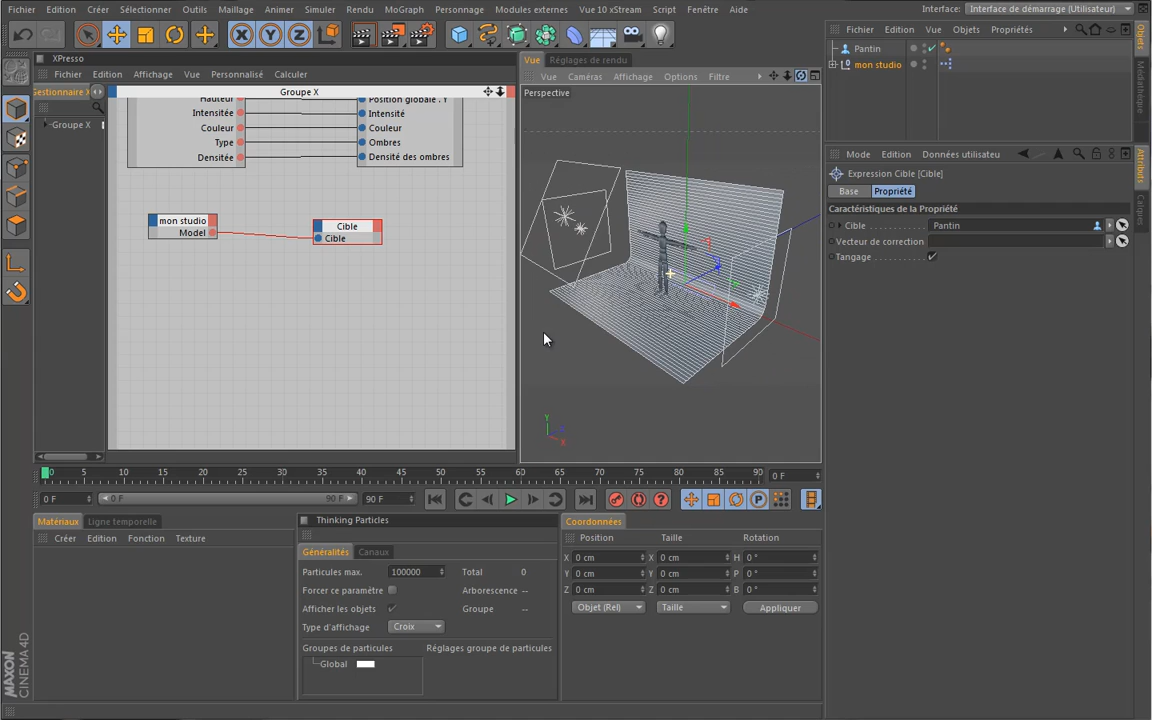 Fichier Edition Créer Sélectionner Outils Maillage Animer Simuler Rendu MoGraph Personnage Modules externes Vue 10 xStream Script Fenêtre Aide Interface: Interface de démarrage (Utilisateur)
X Y Z
XPresso
Fichier Edition Affichage Vue Personnalisé Calculer
Gestionnaire X
Groupe X
Groupe X
Hauteur Position globale . Y
Intensitée Intensité
Couleur Couleur
Type Ombres
Densitée Densité des ombres
mon studio
Model
Cible
Cible
Vue Réglages de rendu
Vue Caméras Affichage Options Filtre
Perspective
Y
X
Fichier Edition Vue Objets Propriétés
Pantin
mon studio
Objets
Médiathèque
Mode Edition Données utilisateu
Expression Cible [Cible]
Base Propriété
Caractéristiques de la Propriété
Cible Pantin
Vecteur de correction
Tangage
Attributs
0 5 10 15 20 25 30 35 40 45 50 55 60 65 70 75 80 85 90 0 F
0 F 0 F 90 F 90 F
P
Matériaux Ligne temporelle
Créer Edition Fonction Texture
Thinking Particles
Généralités Canaux
Particules max. 100000 Total 0
Forcer ce paramètre Arborescence --
Afficher les objets Groupe --
Type d'affichage Croix
Groupes de particules Réglages groupe de particules
Global
Coordonnées
Position Taille Rotation
X 0 cm X 0 cm H 0 °
Y 0 cm Y 0 cm P 0 °
Z 0 cm Z 0 cm B 0 °
Objet (Rel) Taille Appliquer
MAXON
CINEMA 4D